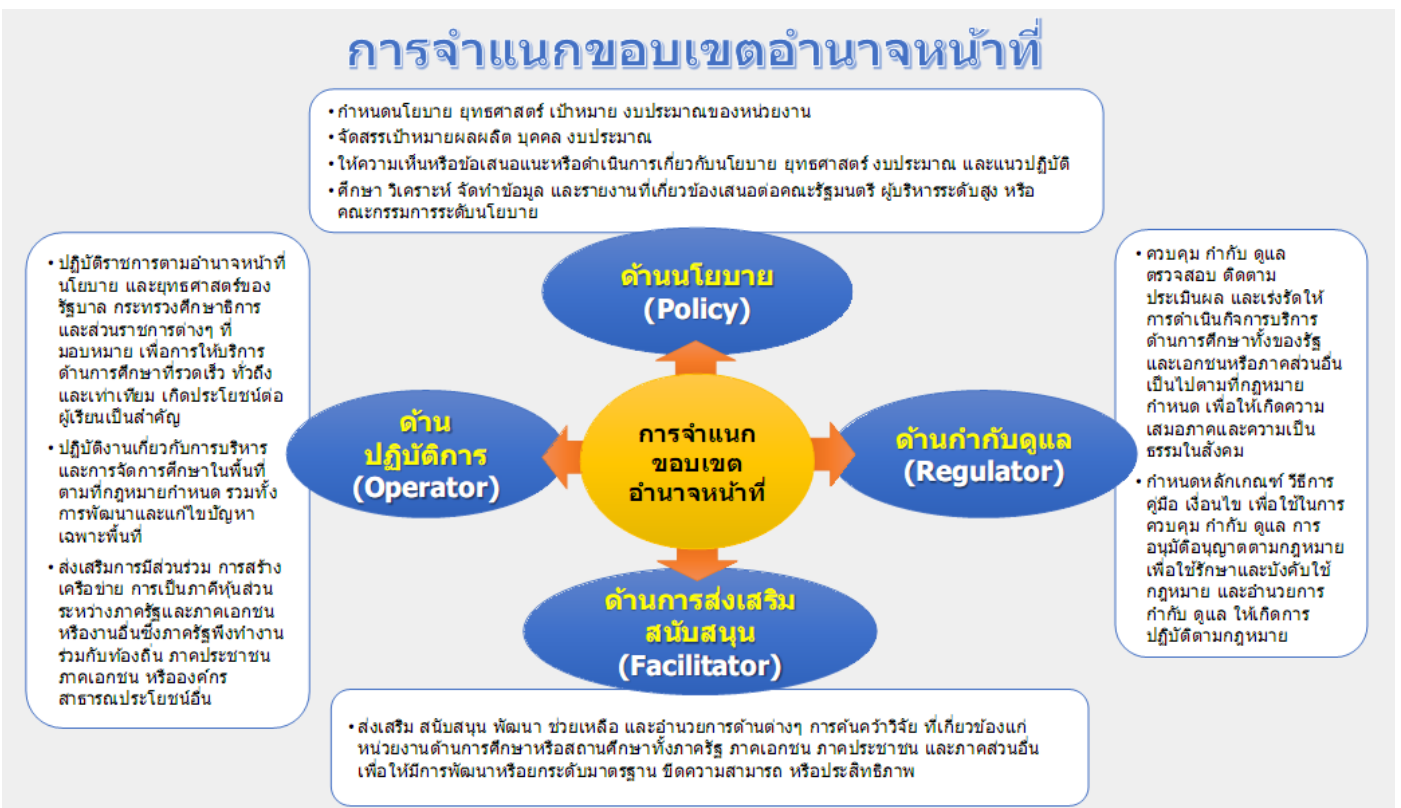 การจำแนกขอบเขตอำนาจหน้าที่
• กำหนดนโยบาย ยุทธศาสตร์ เป้าหมาย งบประมาณของหน่วยงาน
• จัดสรรเป้าหมายผลผลิต บุคคล งบประมาณ
• ให้ความเห็นหรือข้อเสนอแนะหรือดำเนินการเกี่ยวกับนโยบาย ยุทธศาสตร์ งบประมาณ และแนวปฏิบัติ
• ศึกษา วิเคราะห์ จัดทำข้อมูล และรายงานที่เกี่ยวข้องเสนอต่อคณะรัฐมนตรี ผู้บริหารระดับสูง หรือ
คณะกรรมการระดับนโยบาย
ด้านนโยบาย
(Policy)
• ปฏิบัติราชการตามอำนาจหน้าที่
นโยบาย และยุทธศาสตร์ของ
รัฐบาล กระทรวงศึกษาธิการ
และส่วนราชการต่างๆ ที่
มอบหมาย เพื่อการให้บริการ
ด้านการศึกษาที่รวดเร็ว ทั่วถึง
และเท่าเทียม เกิดประโยชน์ต่อ
ผู้เรียนเป็นสำคัญ
• ปฏิบัติงานเกี่ยวกับการบริหาร
และการจัดการศึกษาในพื้นที่
ตามที่กฎหมายกำหนด รวมทั้ง
การพัฒนาและแก้ไขปัญหา
เฉพาะพื้นที่
• ส่งเสริมการมีส่วนร่วม การสร้าง
เครือข่าย การเป็นภาคีหุ้นส่วน
ระหว่างภาครัฐและภาคเอกชน
หรืองานอื่นซึ่งภาครัฐพึงทำงาน
ร่วมกับท้องถิ่น ภาคประชาชน
ภาคเอกชน หรือองค์กร
สาธารณประโยชน์อื่น
ด้าน
ปฏิบัติการ
(Operator)
การจำแนก
ขอบเขต
อำนาจหน้าที่
ด้านกำกับดูแล
(Regulator)
• ควบคุม กำกับ ดูแล
ตรวจสอบ ติดตาม
ประเมินผล และเร่งรัดให้
การดำเนินกิจการบริการ
ด้านการศึกษาทั้งของรัฐ
และเอกชนหรือภาคส่วนอื่น
เป็นไปตามที่กฎหมาย
กำหนด เพื่อให้เกิดความ
เสมอภาคและความเป็น
ธรรมในสังคม
• กำหนดหลักเกณฑ์ วิธีการ
คู่มือ เงื่อนไข เพื่อใช้ในการ
ควบคุม กำกับ ดูแล การ
อนุมัติอนุญาตตามกฎหมาย
เพื่อใช้รักษาและบังคับใช้
กฎหมาย และอำนวยการ
กำกับ ดูแล ให้เกิดการ
ปฏิบัติตามกฎหมาย
ด้านการส่งเสริม
สนับสนุน
(Facilitator)
• ส่งเสริม สนับสนุน พัฒนา ช่วยเหลือ และอำนวยการด้านต่างๆ การค้นคว้าวิจัย ที่เกี่ยวข้องแก่
หน่วยงานด้านการศึกษาหรือสถานศึกษาทั้งภาครัฐ ภาคเอกชน ภาคประชาชน และภาคส่วนอื่น
เพื่อให้มีการพัฒนาหรือยกระดับมาตรฐาน ขีดความสามารถ หรือประสิทธิภาพ